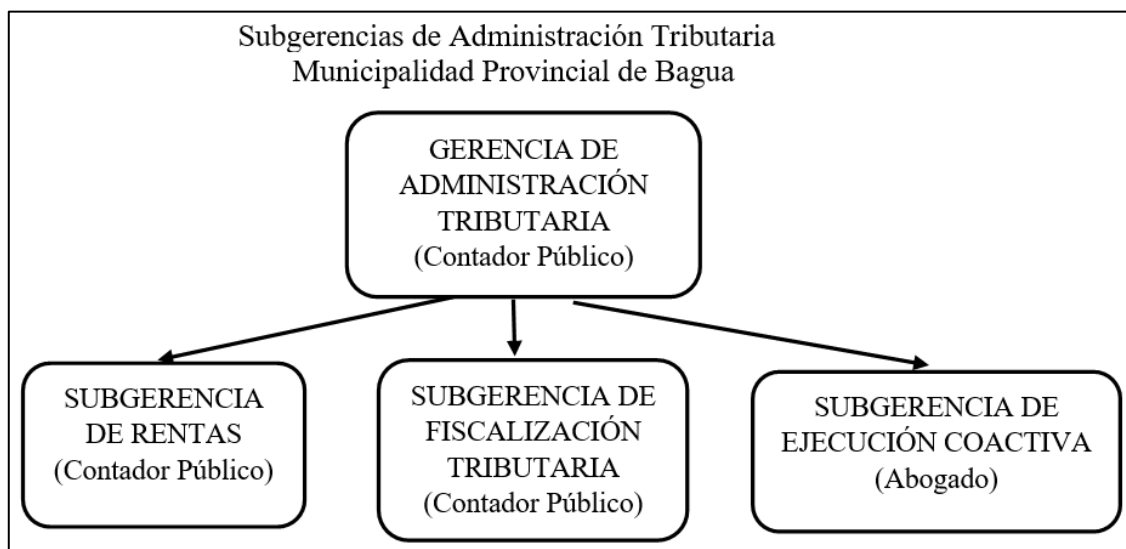 Subgerencias de Administración Tributaria
Municipalidad Provincial de Bagua
GERENCIA DE
ADMINISTRACIÓN
TRIBUTARIA
(Contador Público)
SUBGERENCIA
DE RENTAS
(Contador Público)
SUBGERENCIA DE
FISCALIZACIÓN
TRIBUTARIA
(Contador Público)
SUBGERENCIA DE
EJECUCIÓN COACTIVA
(Abogado)